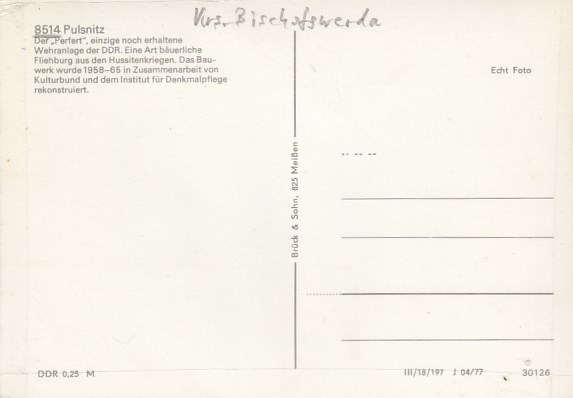 Krs. Bischofswerda
8514 Pulsnitz
Der „Perfert", einzige noch erhaltene
Wehranlage der DDR. Eine Art bäuerliche
Fliehburg aus den Hussitenkriegen. Das Bau-
werk wurde 1958–65 in Zusammenarbeit von
Kulturbund und dem Institut für Denkmalpflege
rekonstruiert.
Echt Foto
Brück & Sohn, 825 Meißen
DDR 0,25 M
III/18/197 J 04/77 30126